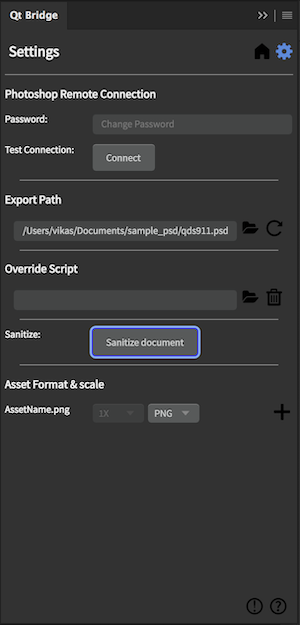 Qt Bridge
Settings
Photoshop Remote Connection
Password: Change Password
Test Connection: Connect
Export Path
/Users/vikas/Documents/sample_psd/qds911.psd
Override Script
Sanitize: Sanitize document
Asset Format & scale
AssetName.png 1X PNG